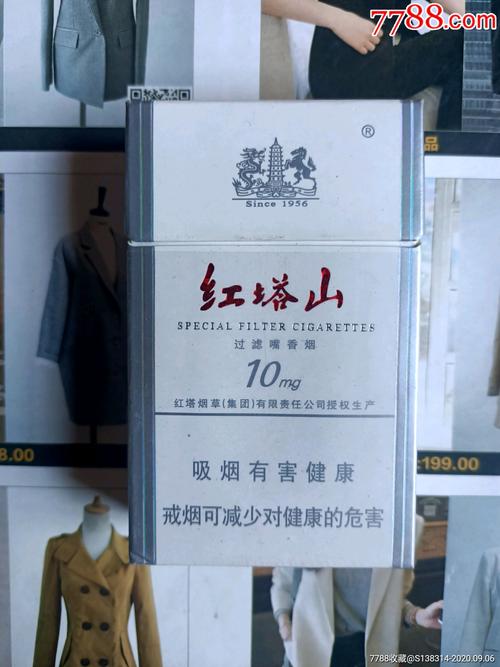 7788.com
®
Since 1956
红塔山
SPECIAL FILTER CIGARETTES
过滤嘴香烟
10mg
红塔烟草(集团)有限责任公司授权生产
8.00
199.00
吸烟有害健康
戒烟可减少对健康的危害
7788收藏@S138314-2020.09.06